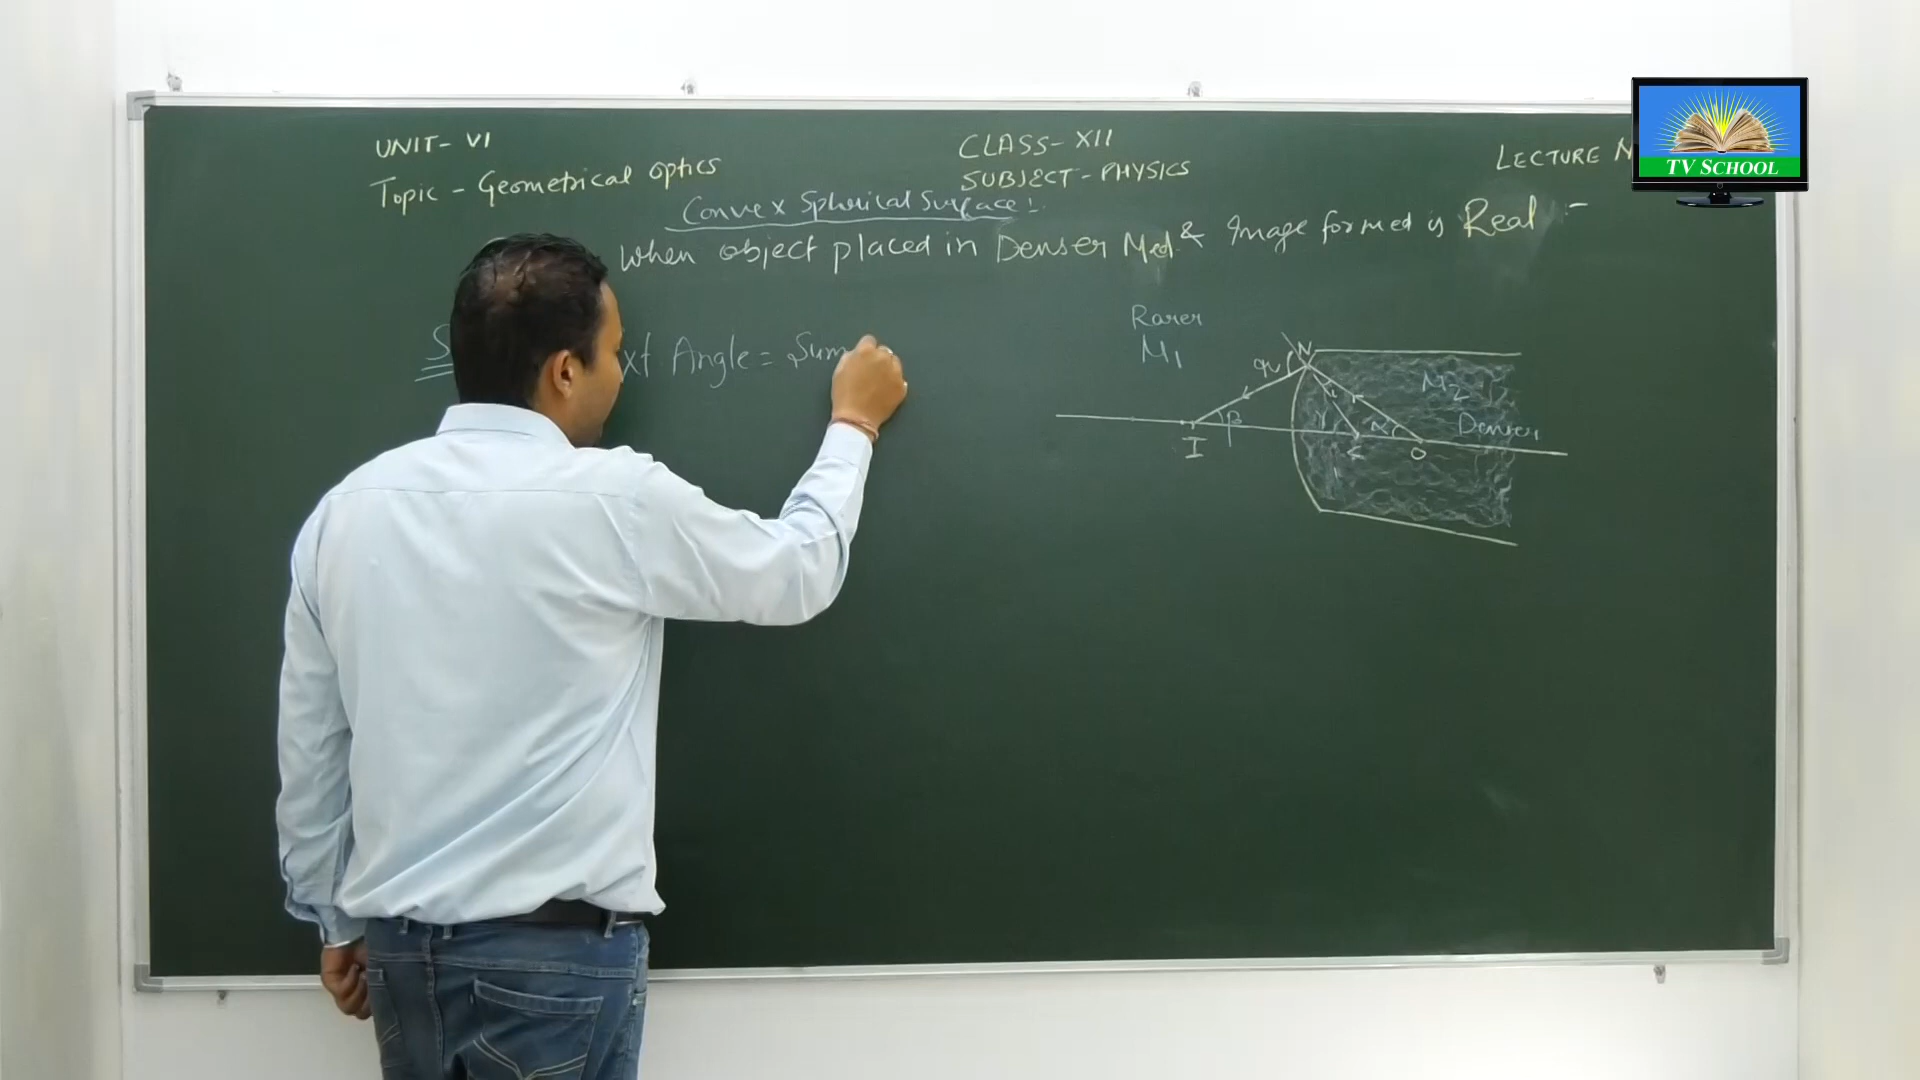 UNIT- VI
Topic - Geometrical optics
CLASS- XII
SUBJECT - PHYSICS
LECTURE N
TV SCHOOL
Convex Spherical Surface :-
When object placed in Denser Med. & Image formed is Real :-
xt Angle = Sum
Rarer
M1
N
M2
Denser
β
α
I
C
O